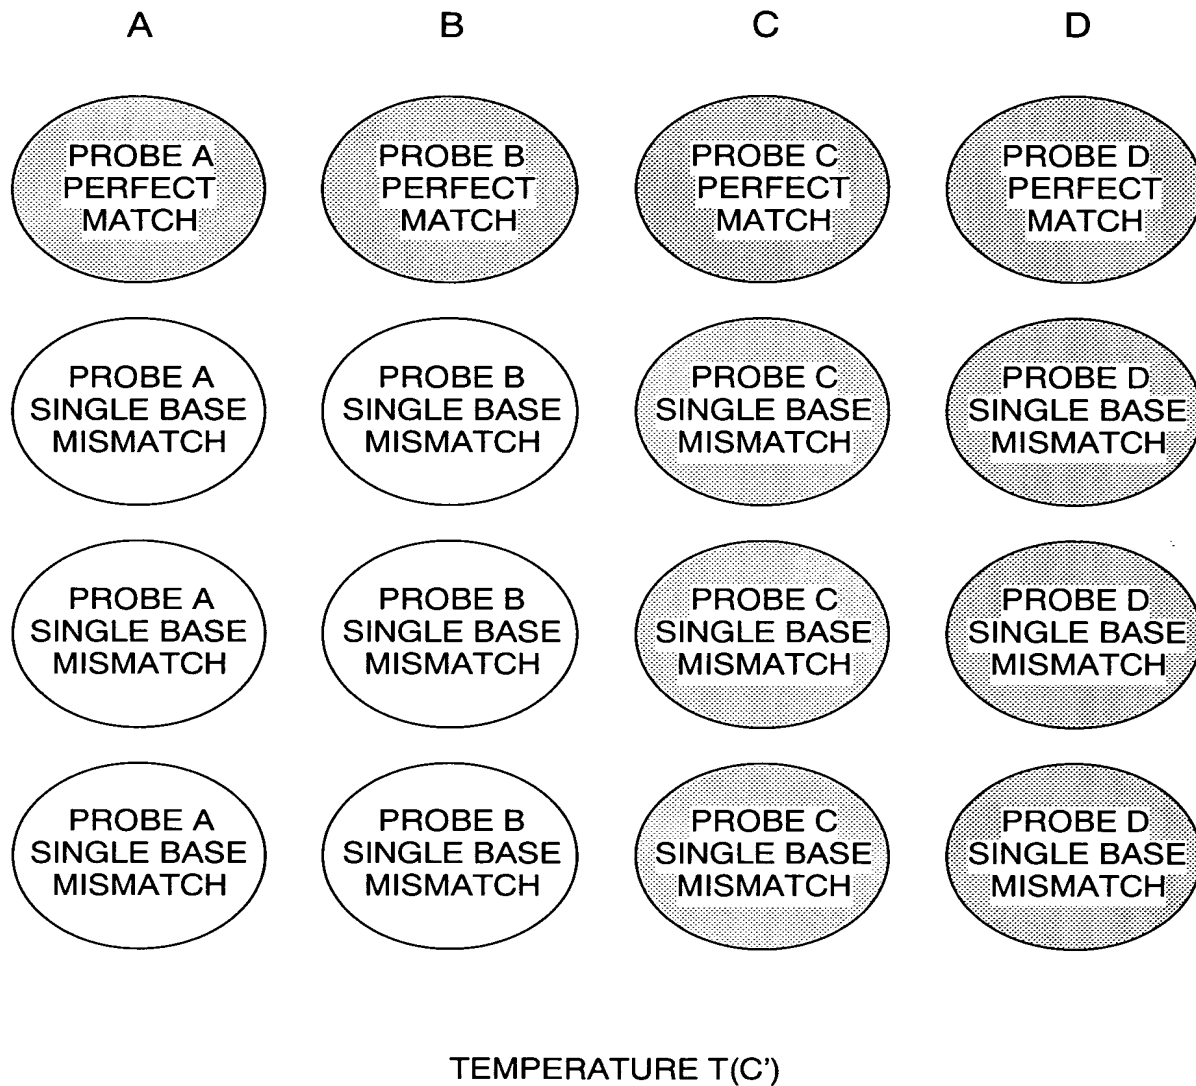 A B C D
PROBE A
PERFECT
MATCH
PROBE B
PERFECT
MATCH
PROBE C
PERFECT
MATCH
PROBE D
PERFECT
MATCH
PROBE A
SINGLE BASE
MISMATCH
PROBE B
SINGLE BASE
MISMATCH
PROBE C
SINGLE BASE
MISMATCH
PROBE D
SINGLE BASE
MISMATCH
PROBE A
SINGLE BASE
MISMATCH
PROBE B
SINGLE BASE
MISMATCH
PROBE C
SINGLE BASE
MISMATCH
PROBE D
SINGLE BASE
MISMATCH
PROBE A
SINGLE BASE
MISMATCH
PROBE B
SINGLE BASE
MISMATCH
PROBE C
SINGLE BASE
MISMATCH
PROBE D
SINGLE BASE
MISMATCH
TEMPERATURE T(C')